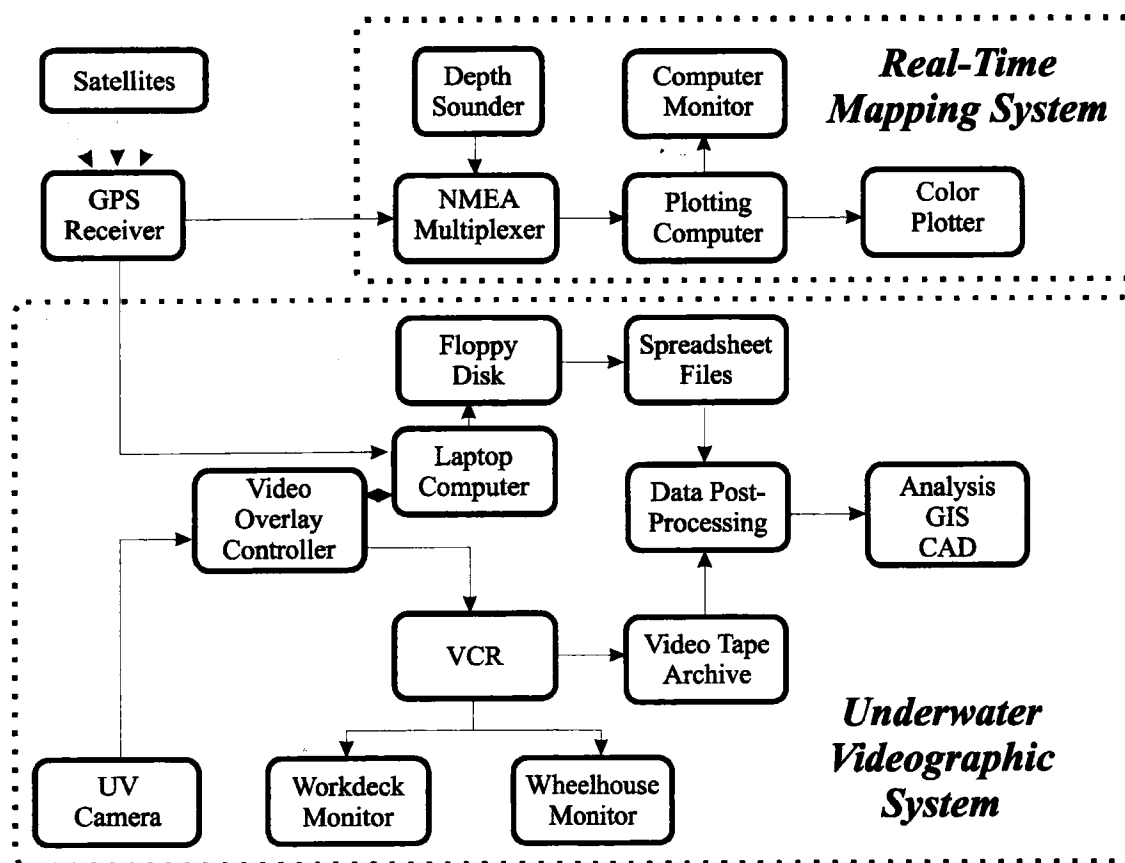 Satellites
Depth
Sounder
Computer
Monitor
Real-Time
Mapping System
GPS
Receiver
NMEA
Multiplexer
Plotting
Computer
Color
Plotter
Floppy
Disk
Spreadsheet
Files
Laptop
Computer
Video
Overlay
Controller
Data Post-
Processing
Analysis
GIS
CAD
VCR
Video Tape
Archive
Underwater
Videographic
System
UV
Camera
Workdeck
Monitor
Wheelhouse
Monitor